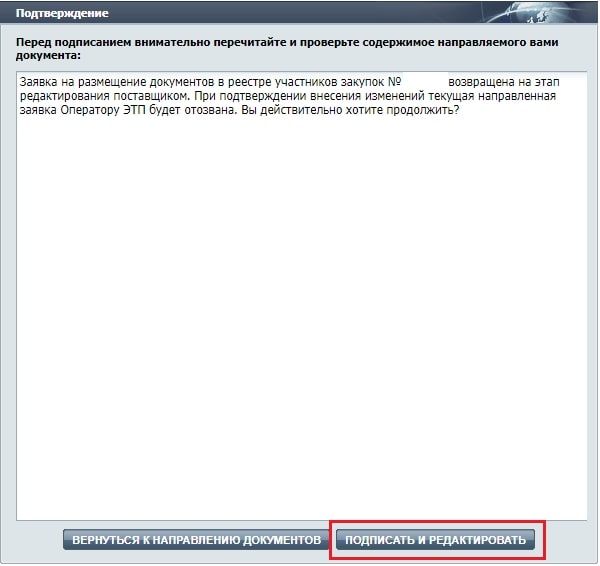 Подтверждение
Перед подписанием внимательно перечитайте и проверьте содержимое направляемого вами
документа:
Заявка на размещение документов в реестре участников закупок № возвращена на этап
редактирования поставщиком. При подтверждении внесения изменений текущая направленная
заявка Оператору ЭТП будет отозвана. Вы действительно хотите продолжить?
ВЕРНУТЬСЯ К НАПРАВЛЕНИЮ ДОКУМЕНТОВ ПОДПИСАТЬ И РЕДАКТИРОВАТЬ